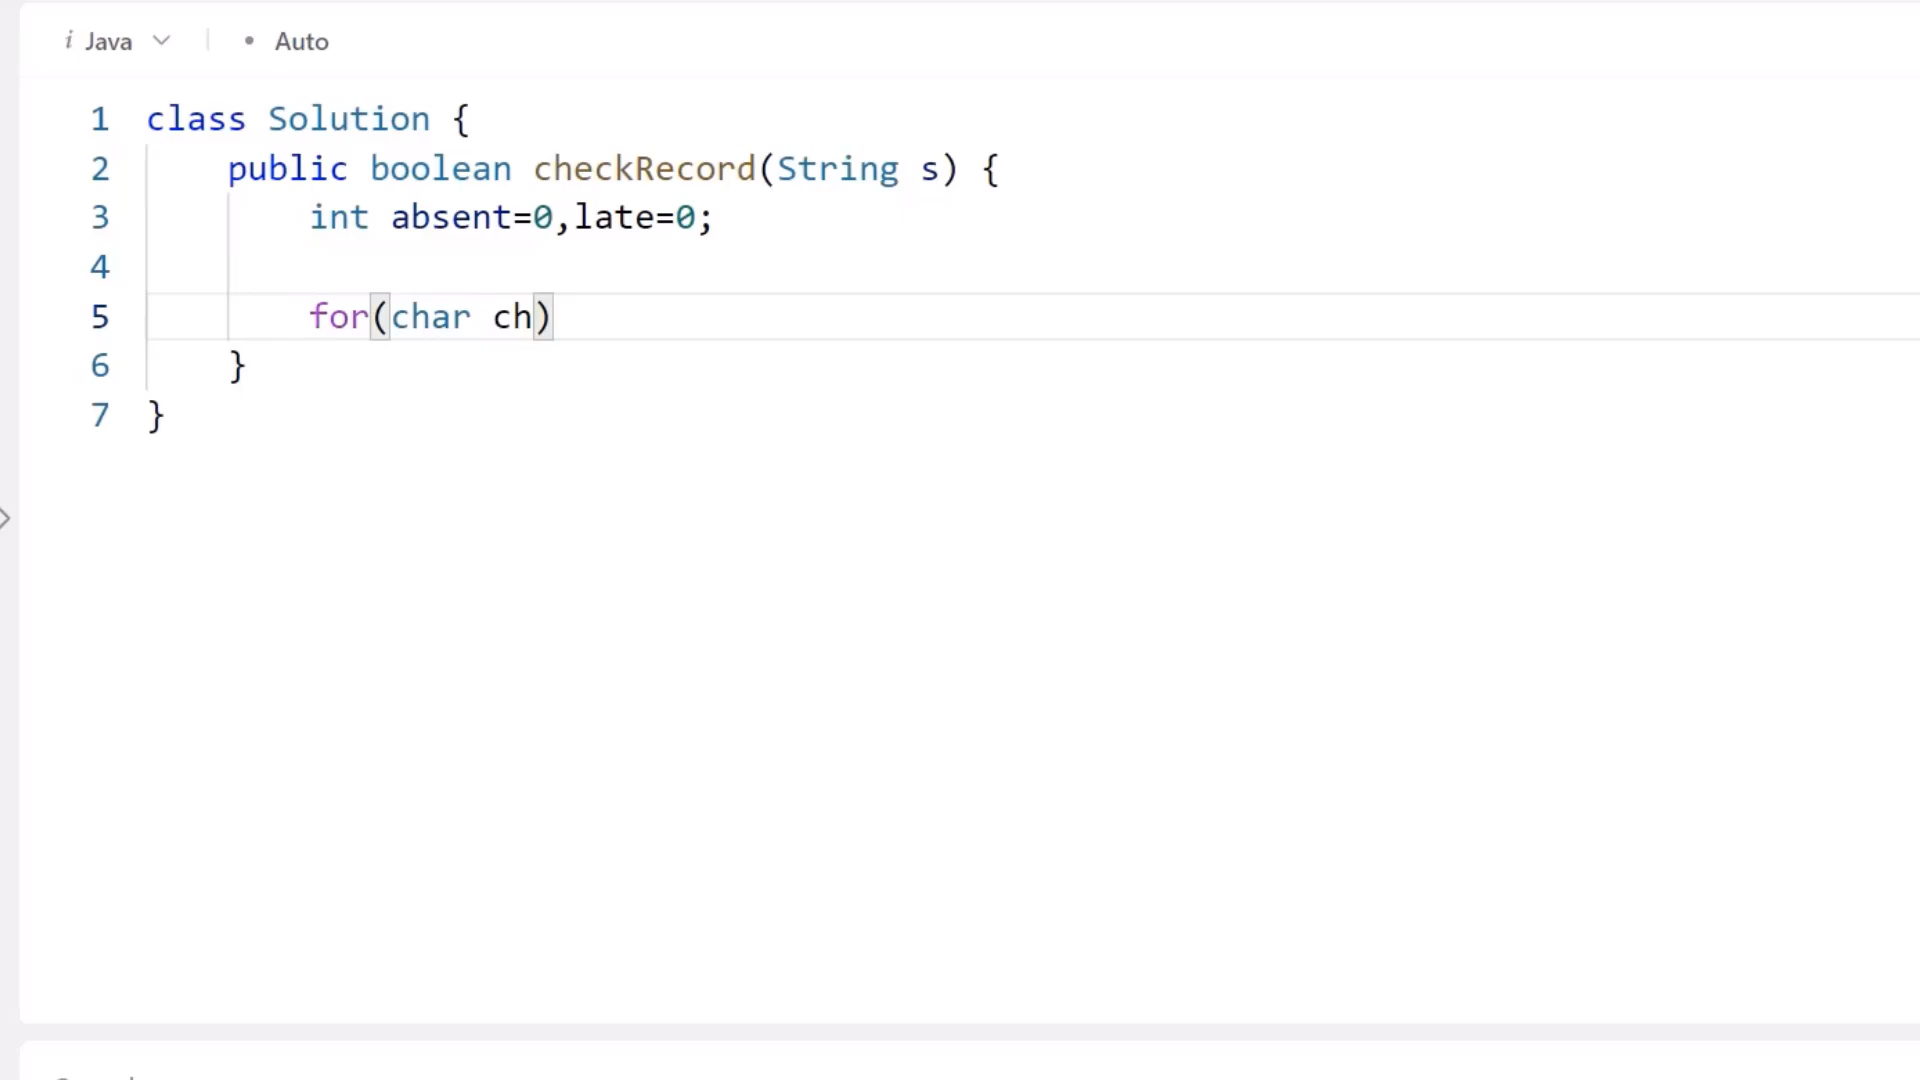 i Java • Auto
1 class Solution {
2 public boolean checkRecord(String s) {
3 int absent=0,late=0;
4
5 for(char ch)
6 }
7 }